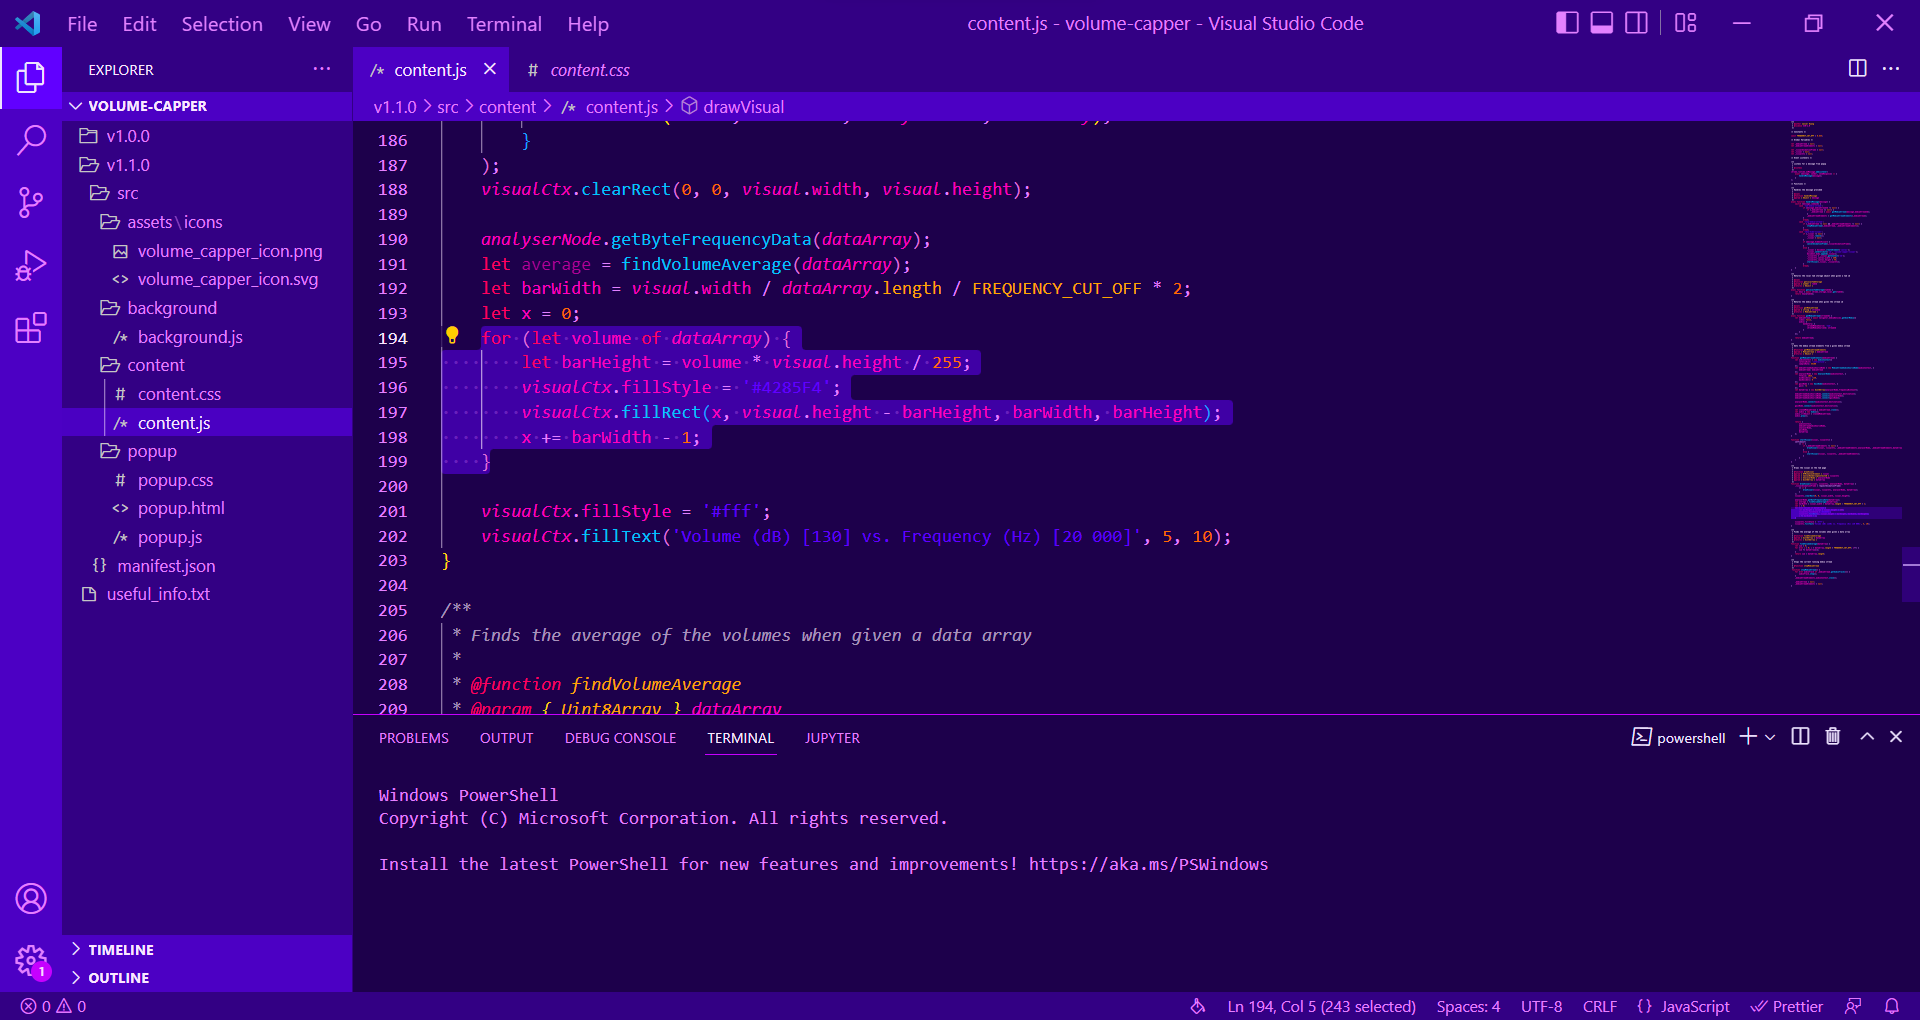 File Edit Selection View Go Run Terminal Help
content.js - volume-capper - Visual Studio Code
EXPLORER
VOLUME-CAPPER
v1.0.0
v1.1.0
src
assets\icons
volume_capper_icon.png
<> volume_capper_icon.svg
background
/* background.js
content
# content.css
/* content.js
popup
# popup.css
<> popup.html
/* popup.js
{} manifest.json
useful_info.txt
TIMELINE
OUTLINE
1
/* content.js
# content.css
v1.1.0 > src > content > /* content.js > drawVisual
186 }
187 );
188 visualCtx.clearRect(0, 0, visual.width, visual.height);
189
190 analyserNode.getByteFrequencyData(dataArray);
191 let average = findVolumeAverage(dataArray);
192 let barWidth = visual.width / dataArray.length / FREQUENCY_CUT_OFF * 2;
193 let x = 0;
194 for (let volume of dataArray) {
195 let barHeight = volume * visual.height / 255;
196 visualCtx.fillStyle = '#4285F4';
197 visualCtx.fillRect(x, visual.height - barHeight, barWidth, barHeight);
198 x += barWidth - 1;
199 }
200
201 visualCtx.fillStyle = '#fff';
202 visualCtx.fillText('Volume (dB) [130] vs. Frequency (Hz) [20 000]', 5, 10);
203 }
204
205 /**
206 * Finds the average of the volumes when given a data array
207 *
208 * @function findVolumeAverage
209 * @param { Uint8Array } dataArray
PROBLEMS OUTPUT DEBUG CONSOLE TERMINAL JUPYTER
powershell
Windows PowerShell
Copyright (C) Microsoft Corporation. All rights reserved.
Install the latest PowerShell for new features and improvements! https://aka.ms/PSWindows
0 0
Ln 194, Col 5 (243 selected) Spaces: 4 UTF-8 CRLF {} JavaScript Prettier